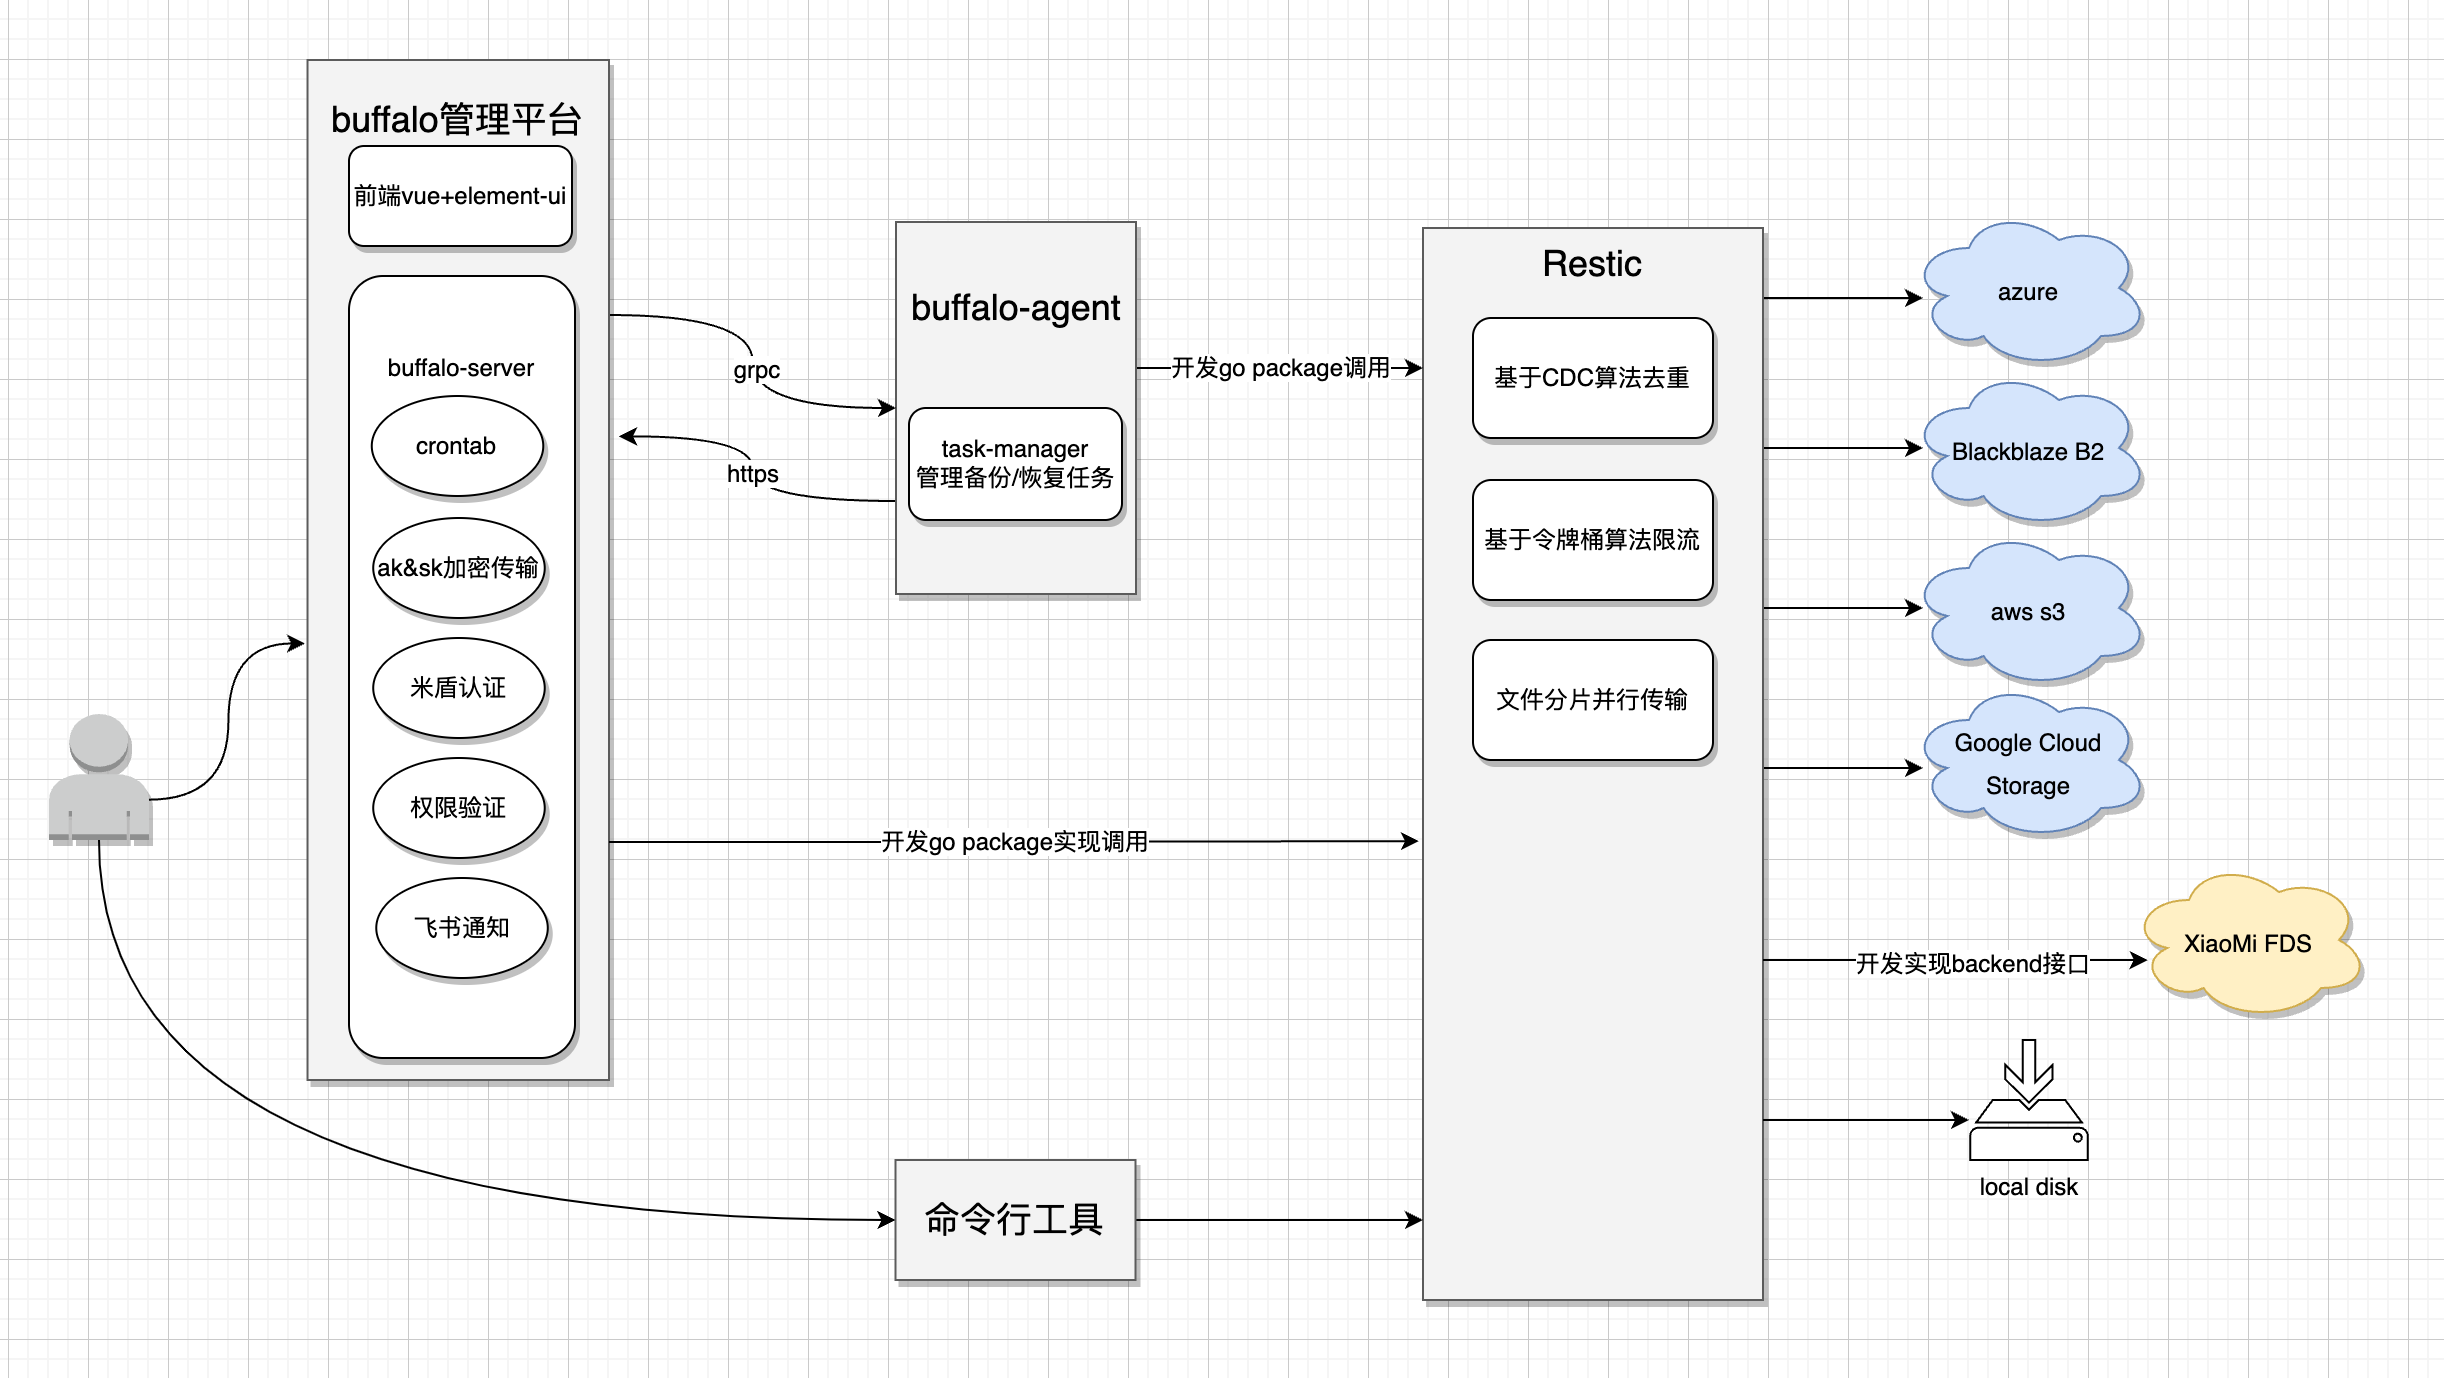 buffalo管理平台
前端vue+element-ui
buffalo-server
crontab
ak&sk加密传输
米盾认证
权限验证
飞书通知
grpc
https
buffalo-agent
task-manager
管理备份/恢复任务
开发go package调用
开发go package实现调用
命令行工具
Restic
基于CDC算法去重
基于令牌桶算法限流
文件分片并行传输
azure
Blackblaze B2
aws s3
Google Cloud
Storage
开发实现backend接口
XiaoMi FDS
local disk